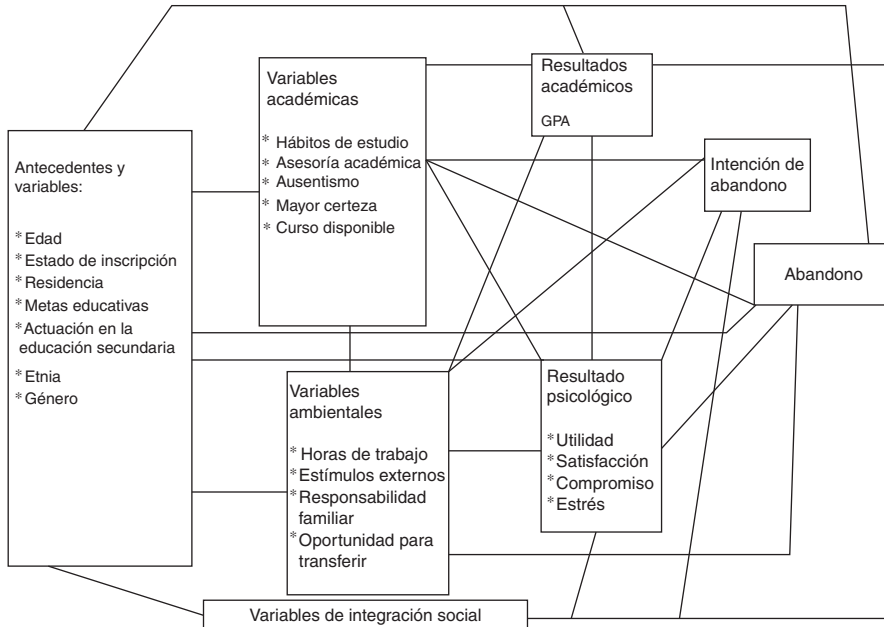 Antecedentes y
variables:
*Edad
*Estado de inscripción
*Residencia
*Metas educativas
*Actuación en la
educación secundaria
*Etnia
*Género
Variables
académicas
* Hábitos de estudio
* Asesoría académica
* Ausentismo
* Mayor certeza
* Curso disponible
Variables
ambientales
* Horas de trabajo
* Estímulos externos
* Responsabilidad
familiar
* Oportunidad para
transferir
Resultados
académicos
GPA
Resultado
psicológico
*Utilidad
*Satisfacción
*Compromiso
*Estrés
Intención de
abandono
Abandono
Variables de integración social